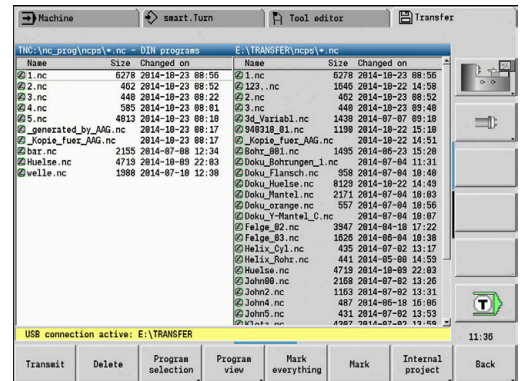 Machine
smart.Turn
Tool editor
Transfer
TNC:\nc_prog\ncps\*.nc - DIN programs
Name Size Changed on
1.nc 6278 2014-10-23 08:56
2.nc 462 2014-10-23 08:52
3.nc 440 2014-10-23 08:22
4.nc 585 2014-10-23 08:01
5.nc 4013 2014-10-23 08:18
_generated_by_AAG.nc 2014-10-23 08:17
_Kopie_fuer_AAG.nc 2014-10-23 08:17
bar.nc 2155 2014-07-08 12:34
Huelse.nc 4719 2014-10-09 22:03
welle.nc 1988 2014-07-18 12:30
E:\TRANSFER\ncps\*.nc
Name Size Changed on
1.nc 6278 2014-10-23 08:56
123,.nc 1646 2014-10-22 14:58
2.nc 462 2014-10-23 08:52
3.nc 440 2014-10-23 09:40
3d_Variabl.nc 1438 2014-07-07 09:18
940318_01.nc 1190 2014-10-22 15:10
_Kopie_fuer_AAG.nc 2014-10-22 14:51
Bohr_001.nc 1495 2014-06-23 15:20
Doku_Bohrungen_1.nc 2014-07-04 11:31
Doku_Flansch.nc 958 2014-07-04 10:40
Doku_Huelse.nc 8129 2014-10-22 14:49
Doku_Mantel.nc 2171 2014-07-04 10:03
Doku_orange.nc 557 2014-07-04 10:56
Doku_Y-Mantel_C.nc 2014-07-04 10:07
Felge_02.nc 3947 2014-04-10 17:22
Felge_03.nc 1626 2014-06-04 10:38
Helix_Cyl.nc 435 2014-07-02 13:17
Helix_Rohr.nc 441 2014-05-08 14:59
Huelse.nc 4719 2014-10-09 22:03
John00.nc 2168 2014-07-02 13:26
John2.nc 1163 2014-07-02 13:31
John4.nc 487 2014-06-18 16:06
John5.nc 431 2014-07-02 13:53
Klotz.nc 4307 2014-07-02 13:59
USB connection active: E:\TRANSFER
T
11:36
Transmit
Delete
Program selection
Program view
Mark everything
Mark
Internal project
Back